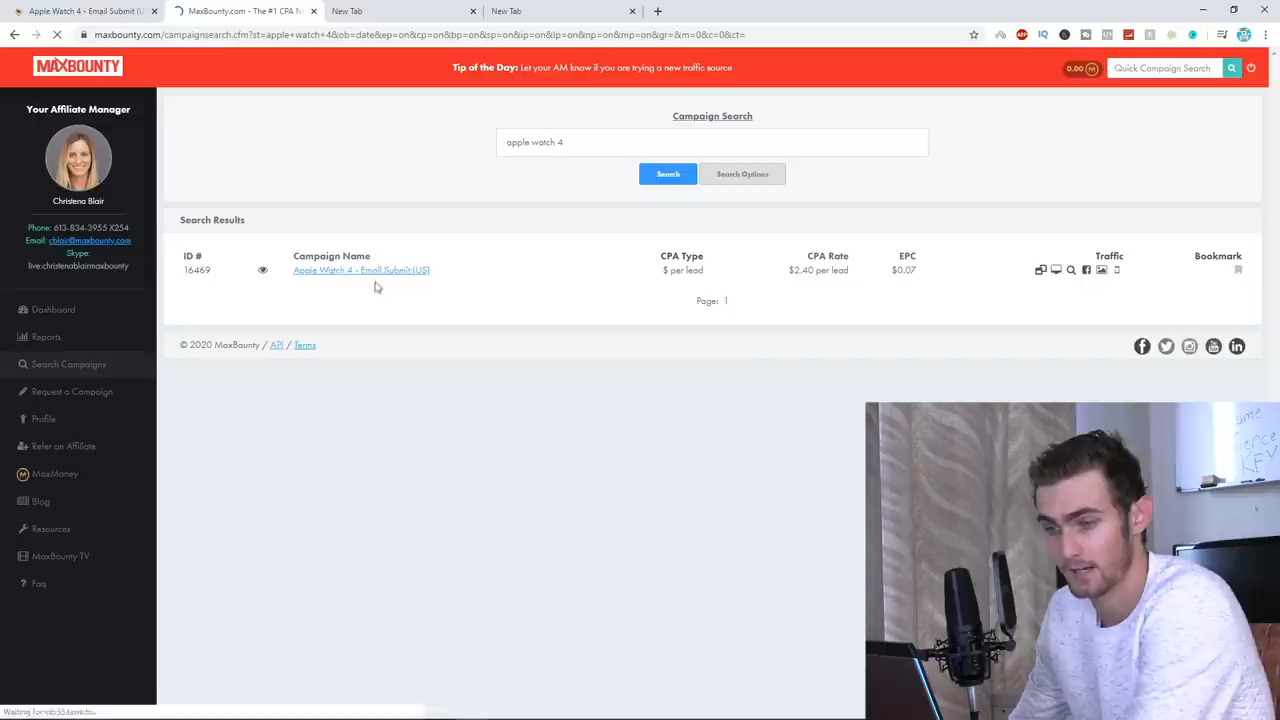 Apple Watch 4 - Email Submit (U
MaxBounty.com - The #1 CPA N
New Tab
New Tab
maxbounty.com/campaignsearch.cfm?st=apple+watch+4&ob=date&ep=on&cp=on&bp=on&sp=on&ip=on&lp=on&np=on&mp=on&gr=&m=0&c=0&ct=
MAXBOUNTY
Tip of the Day: Let your AM know if you are trying a new traffic source
0.00
Quick Campaign Search
Your Affiliate Manager
Christena Blair
Phone: 613-834-3955 X254
Email: cblair@maxbounty.com
Skype:
live:christenablairmaxbounty
Dashboard
Reports
Search Campaigns
Request a Campaign
Profile
Refer an Affiliate
MaxMoney
Blog
Resources
MaxBounty TV
Faq
Campaign Search
apple watch 4
Search
Search Options
Search Results
ID #
Campaign Name
CPA Type
CPA Rate
EPC
Traffic
Bookmark
16469
Apple Watch 4 - Email Submit (US)
$ per lead
$2.40 per lead
$0.07
Page: 1
© 2020 MaxBounty / API / Terms